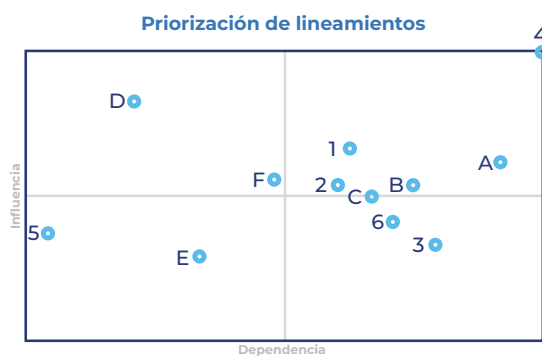 Priorización de lineamientos
4
D
1
A
F
2
B
C
6
5
3
E
Influencia
Dependencia